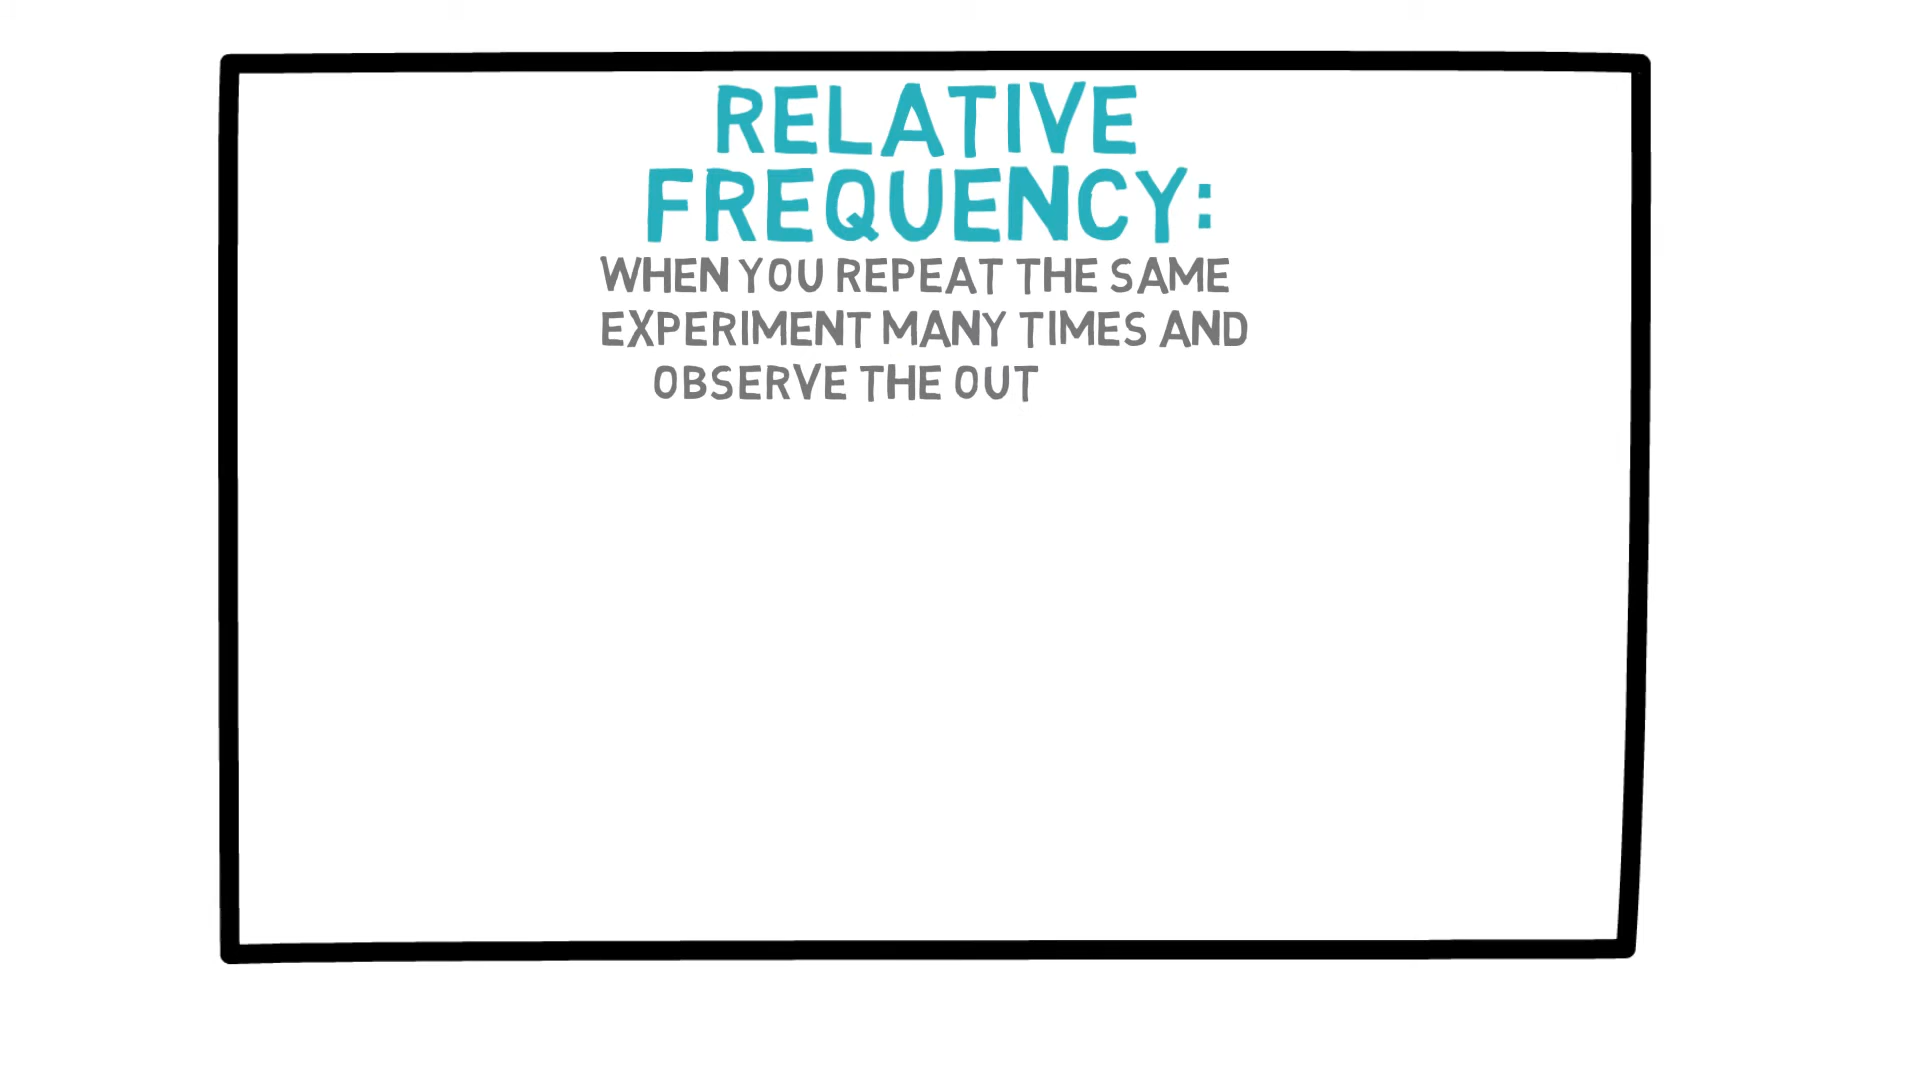 RELATIVE
FREQUENCY:
WHEN YOU REPEAT THE SAME
EXPERIMENT MANY TIMES AND
OBSERVE THE OUT